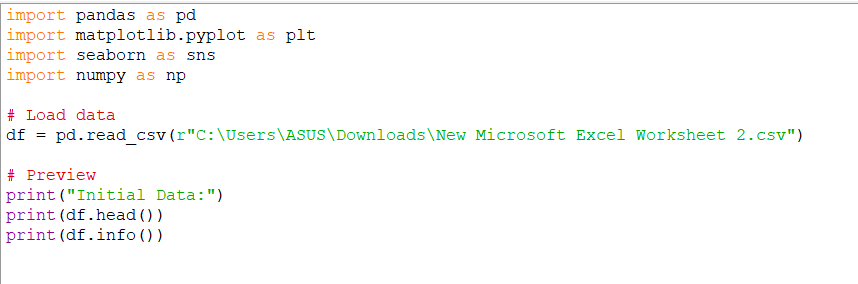 import pandas as pd
import matplotlib.pyplot as plt
import seaborn as sns
import numpy as np
# Load data
df = pd.read_csv(r"C:\Users\ASUS\Downloads\New Microsoft Excel Worksheet 2.csv")
# Preview
print("Initial Data:")
print(df.head())
print(df.info())